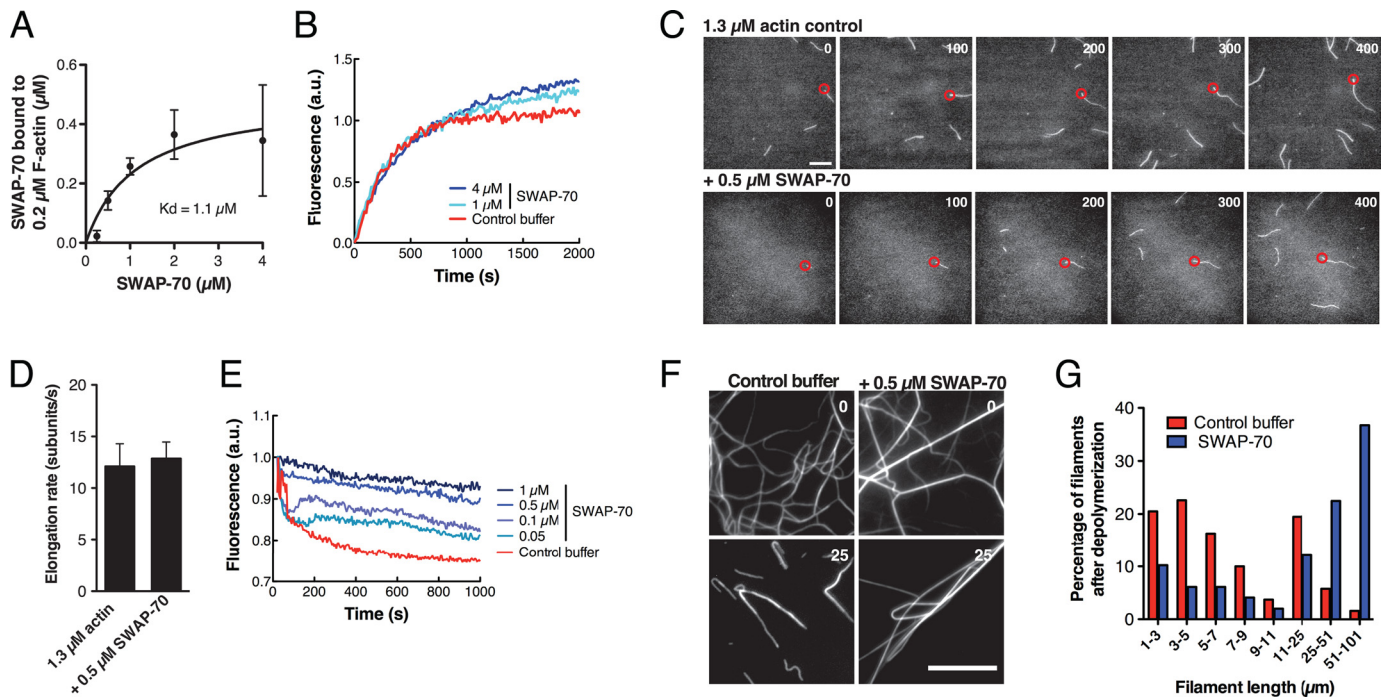 A
SWAP-70 bound to
0.2 µM F-actin (µM)
0.6
0.4
0.2
0.0
0
1
2
3
4
Kd = 1.1 µM
SWAP-70 (µM)
B
Fluorescence (a.u.)
1.5
1.0
0.5
0.0
0
500
1000
1500
2000
4 µM
1 µM
SWAP-70
Control buffer
Time (s)
C
1.3 µM actin control
0
100
200
300
400
+ 0.5 µM SWAP-70
0
100
200
300
400
D
Elongation rate (subunits/s)
20
15
10
5
0
1.3 µM actin
+ 0.5 µM SWAP-70
E
Fluorescence (a.u.)
1.1
1.0
0.9
0.8
0.7
0
200
400
600
800
1000
1 µM
0.5 µM
0.1 µM
0.05
SWAP-70
Control buffer
Time (s)
F
Control buffer
+ 0.5 µM SWAP-70
0
0
25
25
G
Percentage of filaments
after depolymerization
40
30
20
10
0
Control buffer
SWAP-70
1-3
3-5
5-7
7-9
9-11
11-25
25-51
51-101
Filament length (µm)